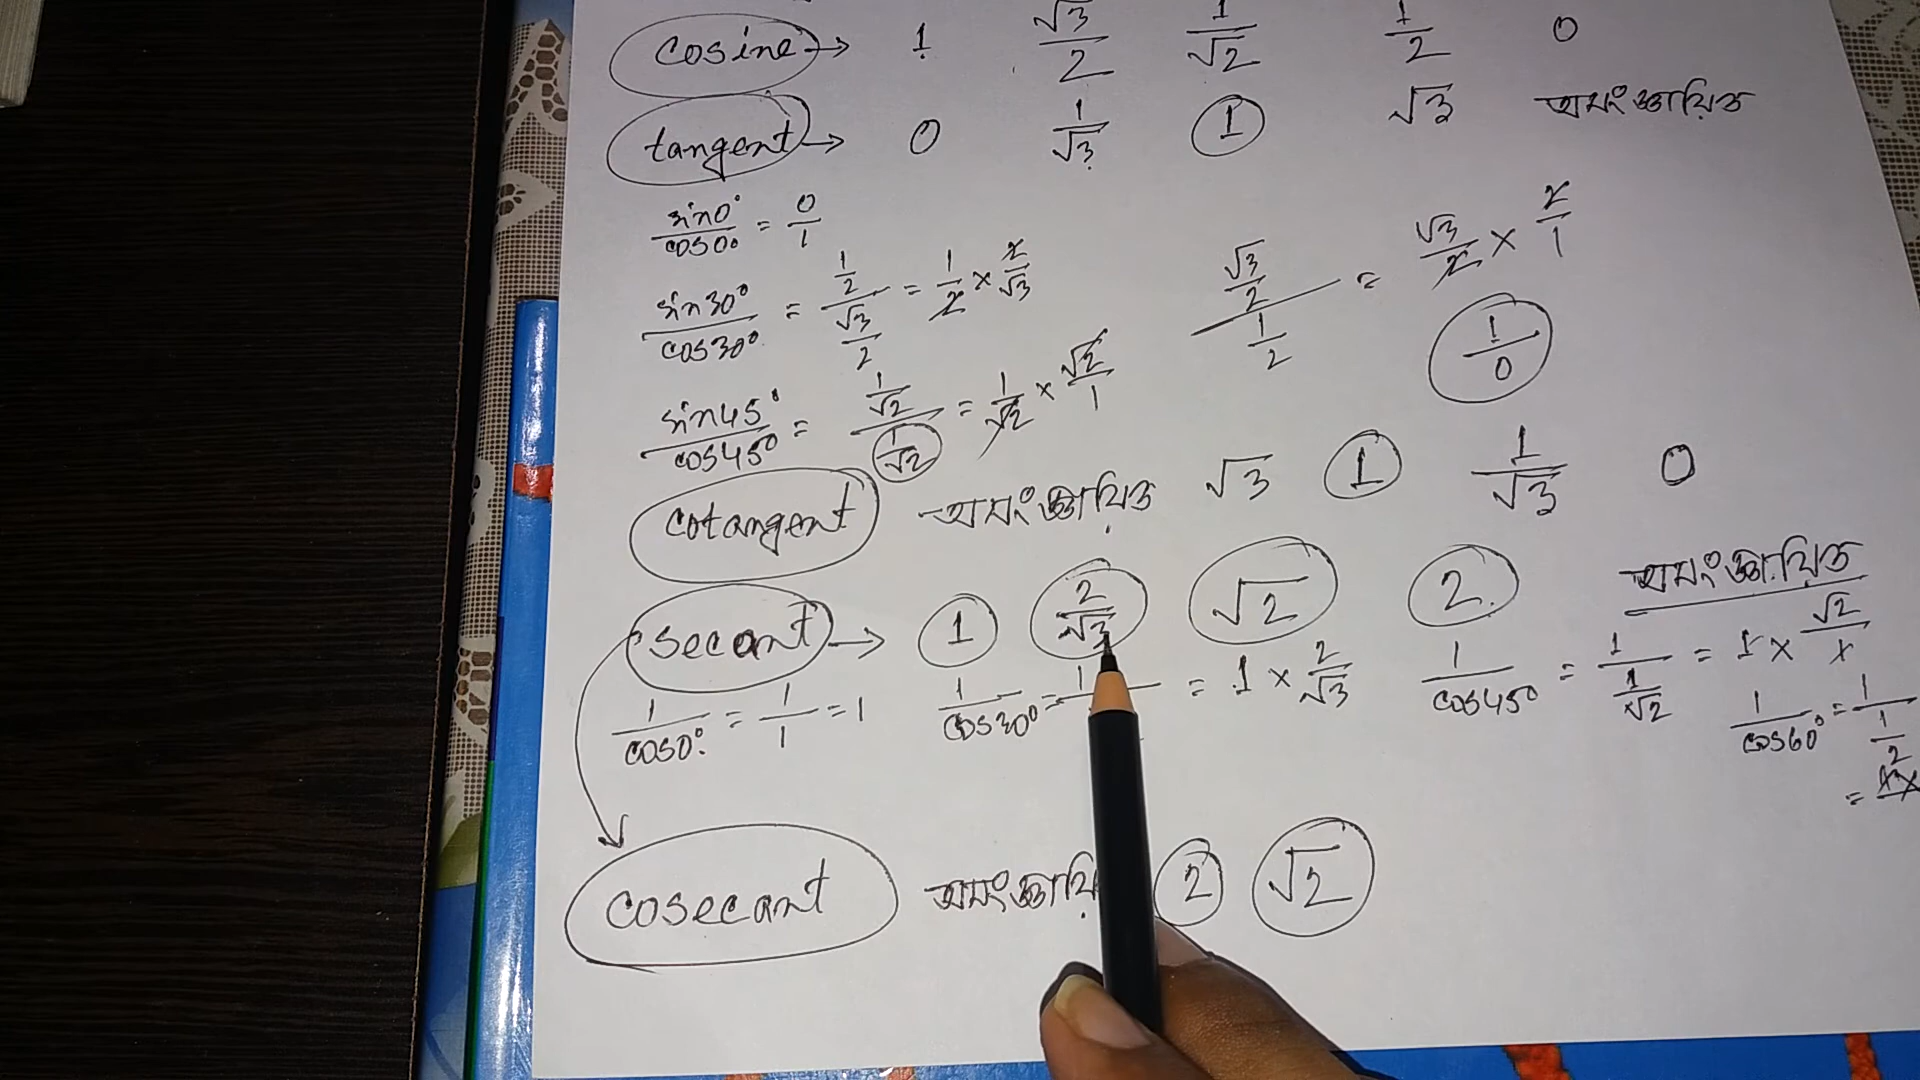 cosine → 1 √3/2 1/√2 1/2 0
tangent → 0 1/√3 1 √3 অসংজ্ঞায়িত
sin0°/cos0° = 0/1
sin30°/cos30° = (1/2)/(√3/2) = 1/2 × 2/√3
(√3/2)/(1/2) = √3/2 × 2/1
1/0
sin45°/cos45° = (1/√2)/(1/√2) = 1/√2 × √2/1
cotangent অসংজ্ঞায়িত √3 1 1/√3 0
secant → 1 2/√3 √2 2 অসংজ্ঞায়িত
1/cos0° = 1/1 = 1
1/cos30° = 1 = 1 × 2/√3
1/cos45° = 1/(1/√2) = 1 × √2/1
1/cos60° = 1/(1/2)
=
cosecant 2 √2